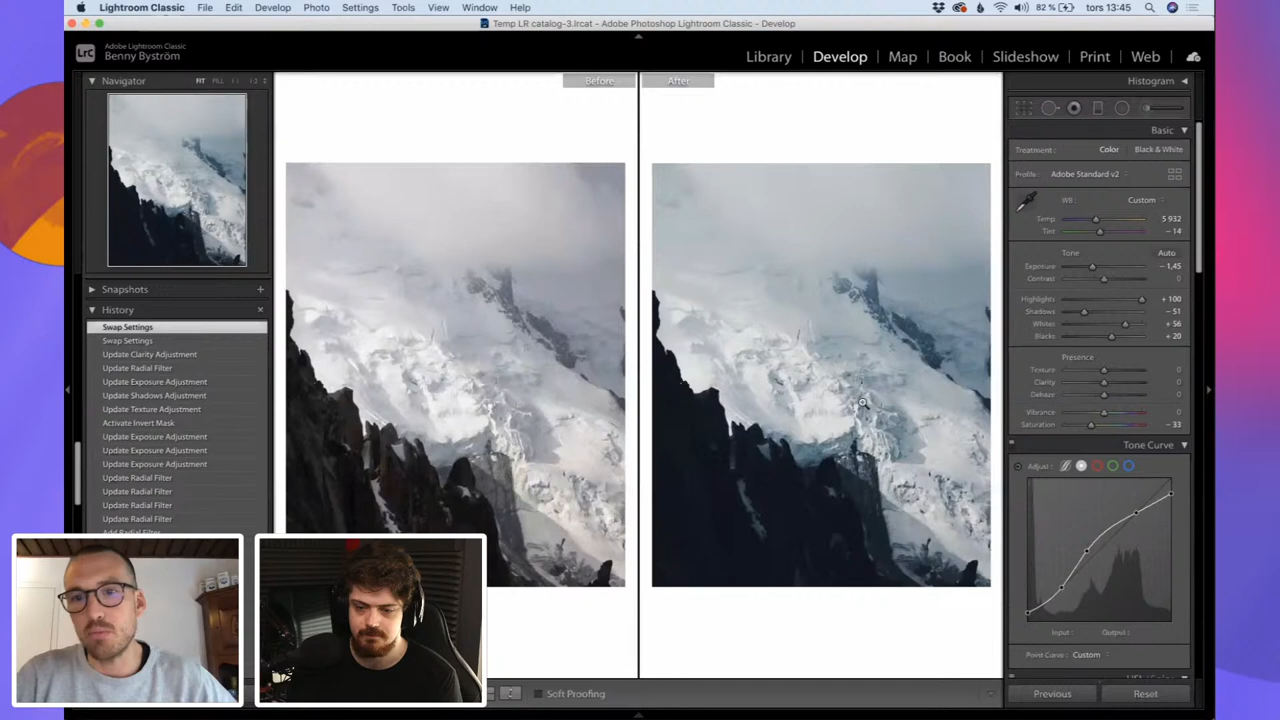 Lightroom Classic File Edit Develop Photo Settings Tools View Window Help 82 % tors 13:45
Temp LR catalog-3.lrcat - Adobe Photoshop Lightroom Classic - Develop
LrC Adobe Lightroom Classic
Benny Byström
Library Develop Map Book Slideshow Print Web
Navigator FIT FILL
Before After
Histogram
Basic
Treatment : Color Black & White
Profile : Adobe Standard v2
WB : Custom
Temp 5 932
Tint − 14
Tone Auto
Exposure − 1,45
Contrast 0
Highlights + 100
Shadows − 51
Whites + 56
Blacks + 20
Presence
Texture 0
Clarity 0
Dehaze 0
Vibrance 0
Saturation − 33
Tone Curve
Adjust :
Input : Output :
Point Curve : Custom
Previous Reset
Snapshots +
History
Swap Settings
Swap Settings
Update Clarity Adjustment
Update Radial Filter
Update Exposure Adjustment
Update Shadows Adjustment
Update Texture Adjustment
Activate Invert Mask
Update Exposure Adjustment
Update Exposure Adjustment
Update Exposure Adjustment
Update Radial Filter
Update Radial Filter
Update Radial Filter
Update Radial Filter
Add Radial Filter
Soft Proofing